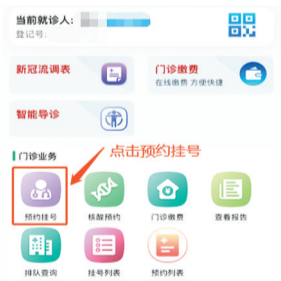 当前就诊人:
登记号:
新冠流调表
门诊缴费
在线缴费 方便快捷
智能导诊
门诊业务
点击预约挂号
预约挂号 核酸预约 门诊缴费 查看报告
排队查询 挂号列表 预约列表